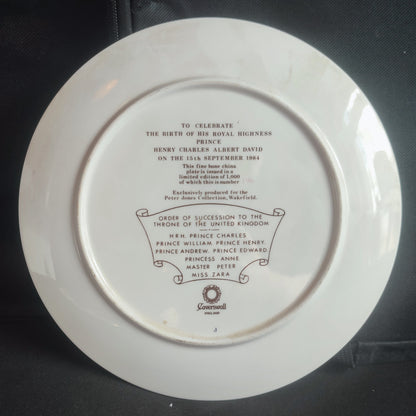 TO CELEBRATE
THE BIRTH OF HIS ROYAL HIGHNESS
PRINCE
HENRY CHARLES ALBERT DAVID
ON THE 15th SEPTEMBER 1984
This fine bone china
plate is issued in a
limited edition of 1,000
of which this is number
Exclusively produced for the
Peter Jones Collection, Wakefield.
ORDER OF SUCCESSION TO THE
THRONE OF THE UNITED KINGDOM
H.R.H. PRINCE CHARLES
PRINCE WILLIAM, PRINCE HENRY,
PRINCE ANDREW, PRINCE EDWARD,
PRINCESS ANNE
MASTER PETER
MISS ZARA
Caverswall
ENGLAND
J